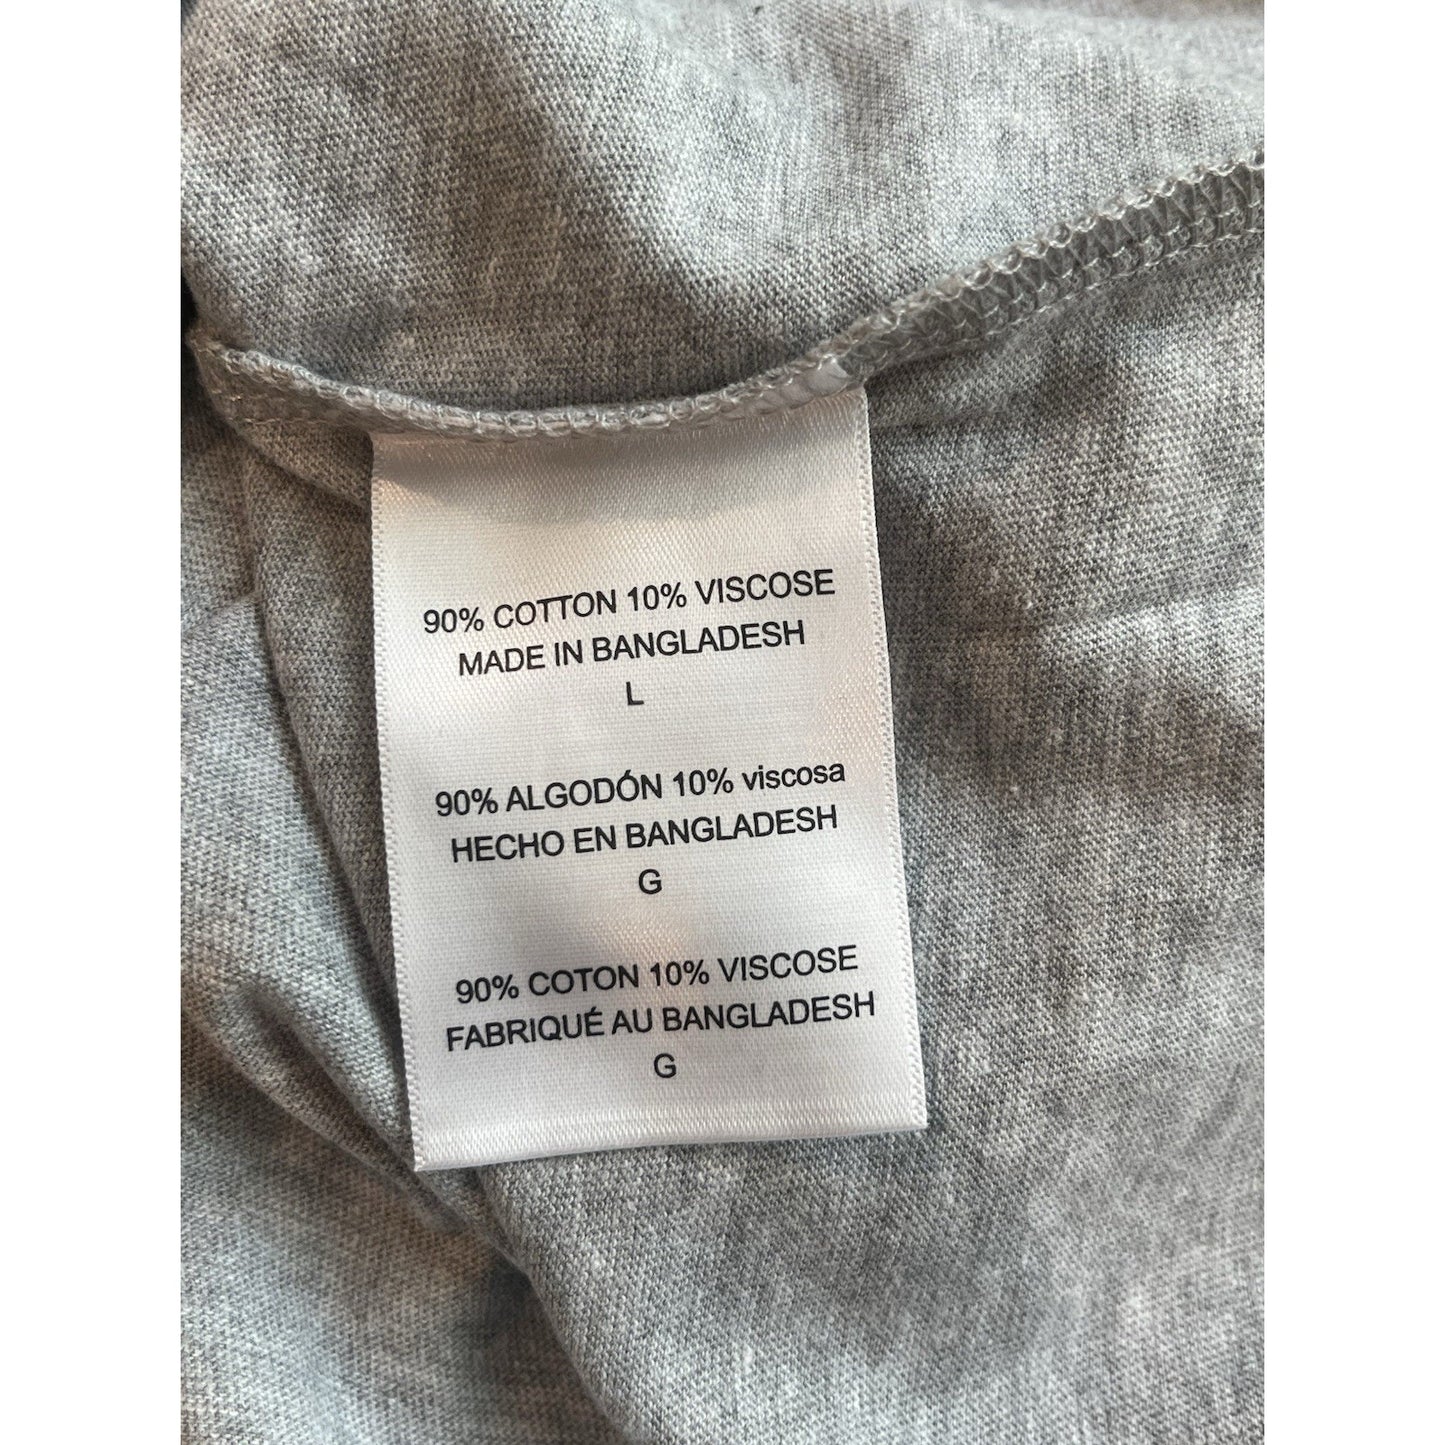 90% COTTON 10% VISCOSE
MADE IN BANGLADESH
L
90% ALGODÓN 10% viscosa
HECHO EN BANGLADESH
G
90% COTON 10% VISCOSE
FABRIQUÉ AU BANGLADESH
G